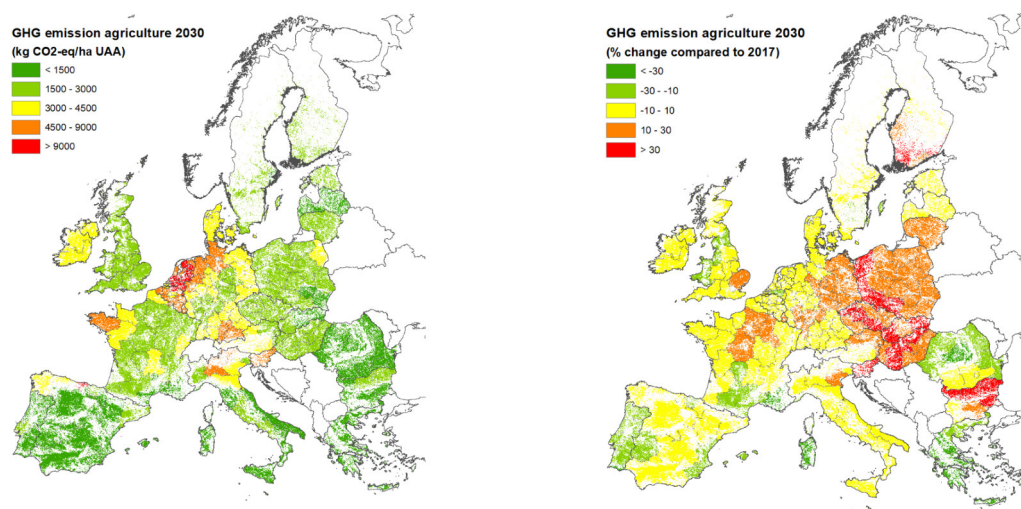 GHG emission agriculture 2030
(kg CO2-eq/ha UAA)
< 1500
1500 - 3000
3000 - 4500
4500 - 9000
> 9000
GHG emission agriculture 2030
(% change compared to 2017)
< -30
-30 - -10
-10 - 10
10 - 30
> 30